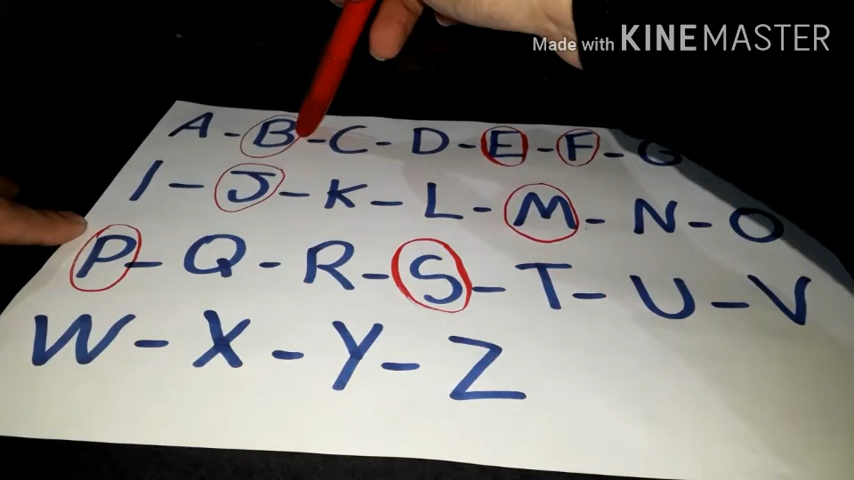 Made with KINEMASTER
A - B - C - D - E - F - G
I - J - K - L - M - N - O
P - Q - R - S - T - U - V
W - X - Y - Z